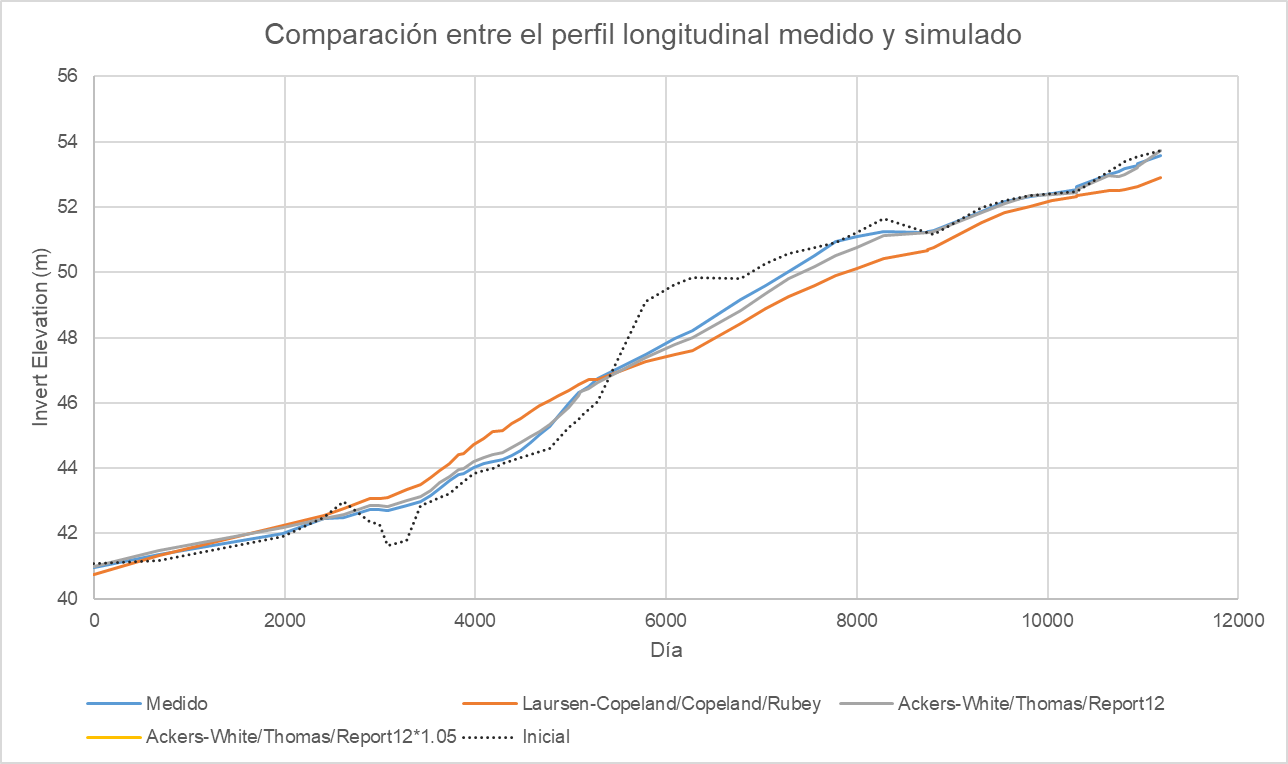 Comparación entre el perfil longitudinal medido y simulado
56
54
52
50
48
46
44
42
40
Invert Elevation (m)
0 2000 4000 6000 8000 10000 12000
Día
Medido Laursen-Copeland/Copeland/Rubey Ackers-White/Thomas/Report12
Ackers-White/Thomas/Report12*1.05 Inicial